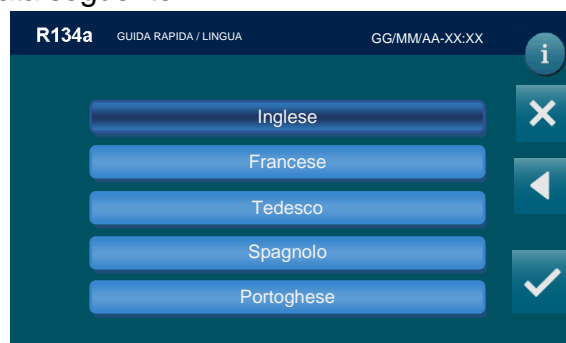 R134a GUIDA RAPIDA / LINGUA GG/MM/AA-XX:XX
i
Inglese
Francese
Tedesco
Spagnolo
Portoghese